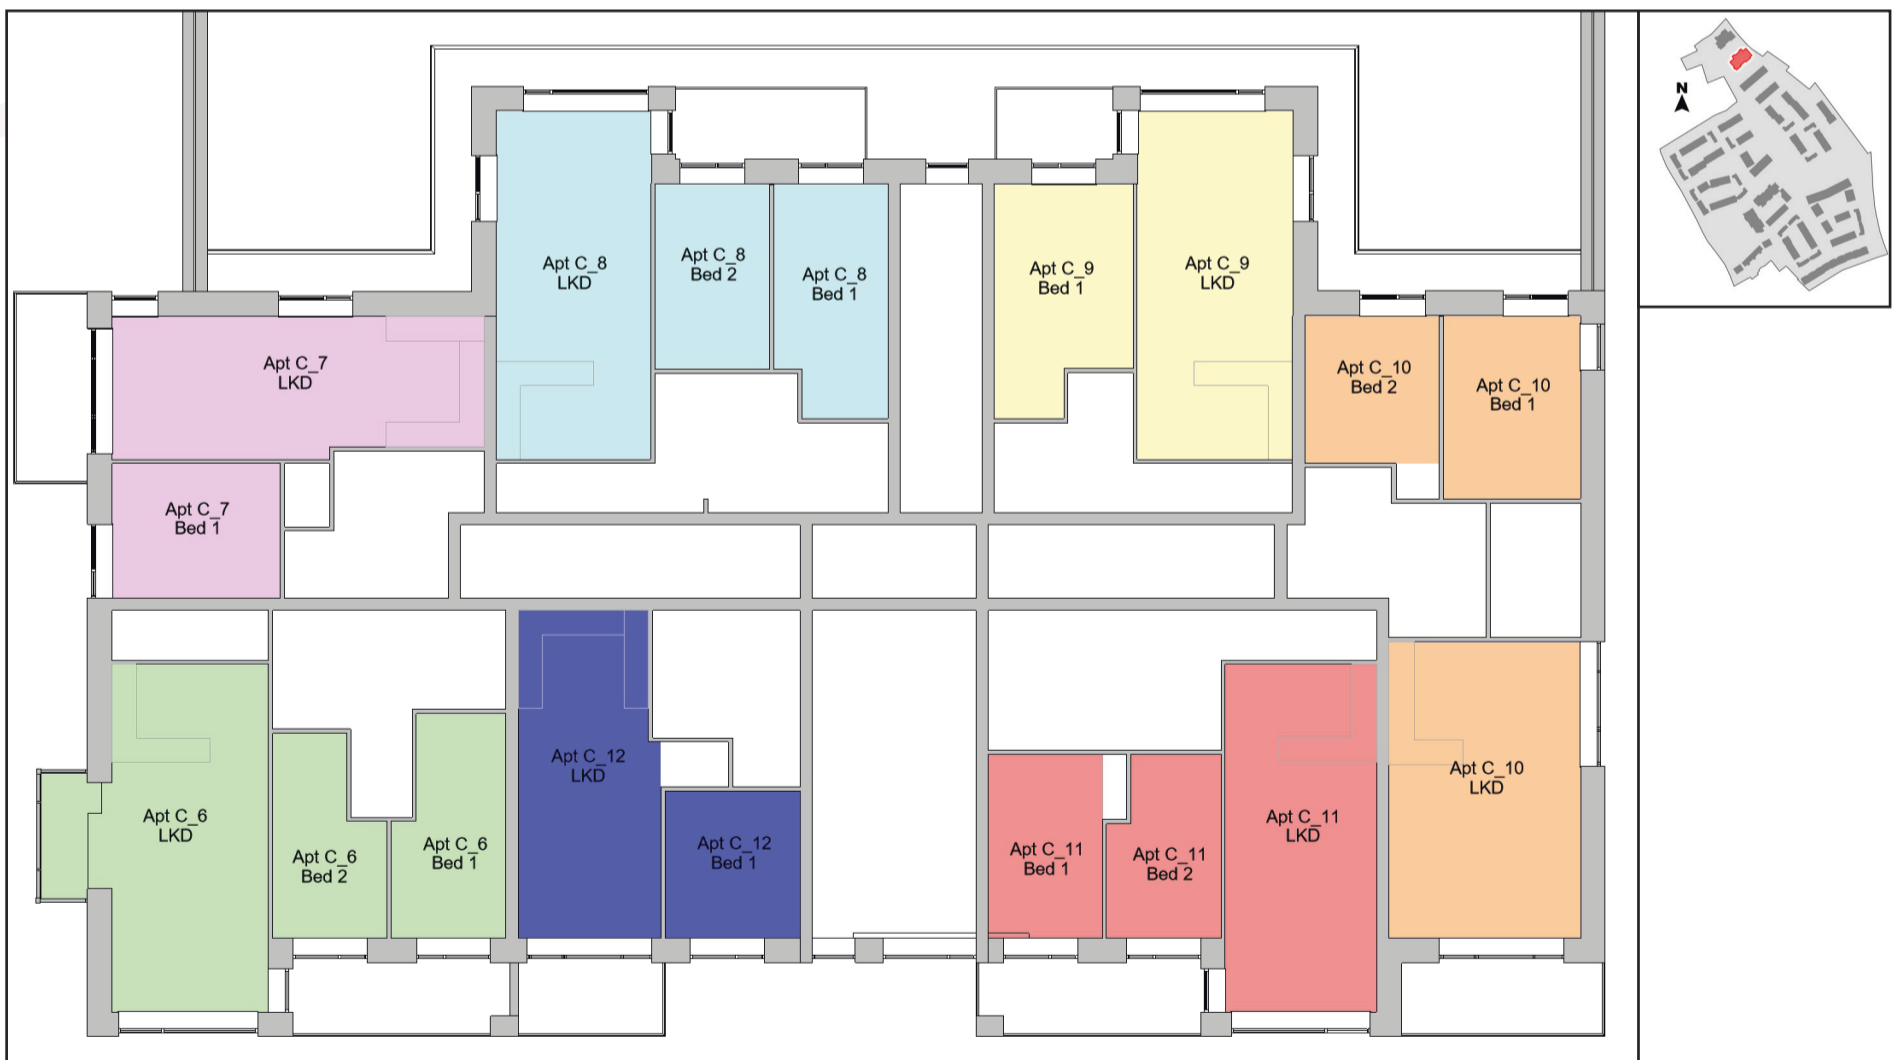 N
Apt C_8
LKD
Apt C_8
Bed 2
Apt C_8
Bed 1
Apt C_9
Bed 1
Apt C_9
LKD
Apt C_7
LKD
Apt C_10
Bed 2
Apt C_10
Bed 1
Apt C_7
Bed 1
Apt C_6
LKD
Apt C_6
Bed 2
Apt C_6
Bed 1
Apt C_12
LKD
Apt C_12
Bed 1
Apt C_11
Bed 1
Apt C_11
Bed 2
Apt C_11
LKD
Apt C_10
LKD